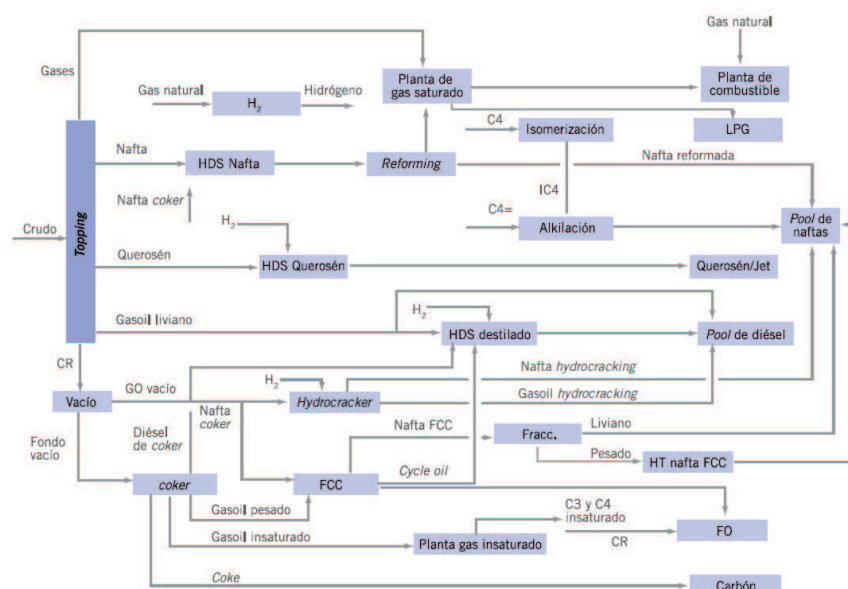 Gas natural
Gases
Planta de
gas saturado
Planta de
combustible
Gas natural
H2
Hidrógeno
C4
Isomerización
LPG
Nafta
HDS Nafta
Reforming
Nafta reformada
Nafta coker
IC4
C4=
Alkilación
Pool de
naftas
Crudo
Topping
H2
Querosén
HDS Querosén
Querosén/Jet
H2
Gasoil liviano
HDS destilado
Pool de diésel
CR
Nafta hydrocracking
H2
Vacío
GO vacío
Hydrocracker
Gasoil hydrocracking
Nafta
coker
Fondo
vacío
Diésel
de coker
Nafta FCC
Fracc.
Liviano
Pesado
HT nafta FCC
Cycle oil
coker
FCC
Gasoil pesado
C3 y C4
insaturado
Gasoil insaturado
Planta gas insaturado
CR
FO
Coke
Carbón